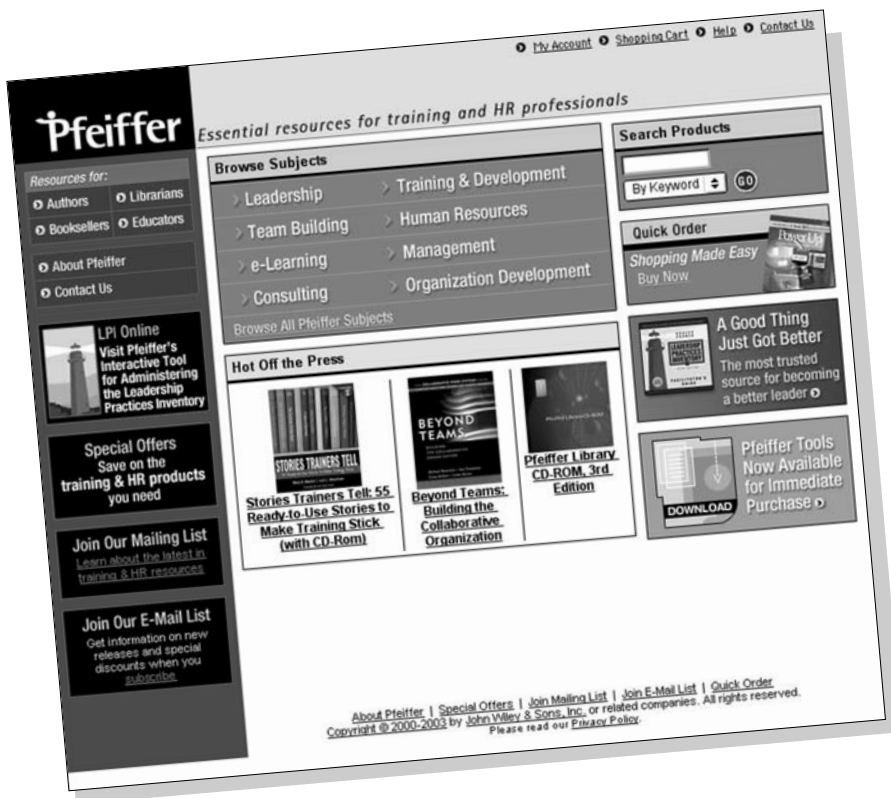 My Account Shopping Cart Help Contact Us
Pfeiffer
Essential resources for training and HR professionals
Resources for:
Authors Librarians
Booksellers Educators
About Pfeiffer
Contact Us
LPI Online
Visit Pfeiffer's
Interactive Tool
for Administering
the Leadership
Practices Inventory
Special Offers
Save on the
training & HR products
you need
Join Our Mailing List
Learn about the latest in
training & HR resources
Join Our E-Mail List
Get information on new
releases and special
discounts when you
subscribe
Browse Subjects
Leadership Training & Development
Team Building Human Resources
e-Learning Management
Consulting Organization Development
Browse All Pfeiffer Subjects
Hot Off the Press
STORIES TRAINERS TELL
Stories Trainers Tell: 55
Ready-to-Use Stories to
Make Training Stick
(with CD-Rom)
BEYOND
TEAMS
Beyond Teams:
Building the
Collaborative
Organization
Pfeiffer Library
CD-ROM, 3rd
Edition
Search Products
By Keyword GO
Quick Order
Shopping Made Easy
Buy Now
PowerUp
LEADERSHIP
PRACTICES
INVENTORY
A Good Thing
Just Got Better
The most trusted
source for becoming
a better leader
DOWNLOAD
Pfeiffer Tools
Now Available
for Immediate
Purchase
About Pfeiffer | Special Offers | Join Mailing List | Join E-Mail List | Quick Order
Copyright © 2000-2003 by John Wiley & Sons, Inc. or related companies. All rights reserved.
Please read our Privacy Policy.